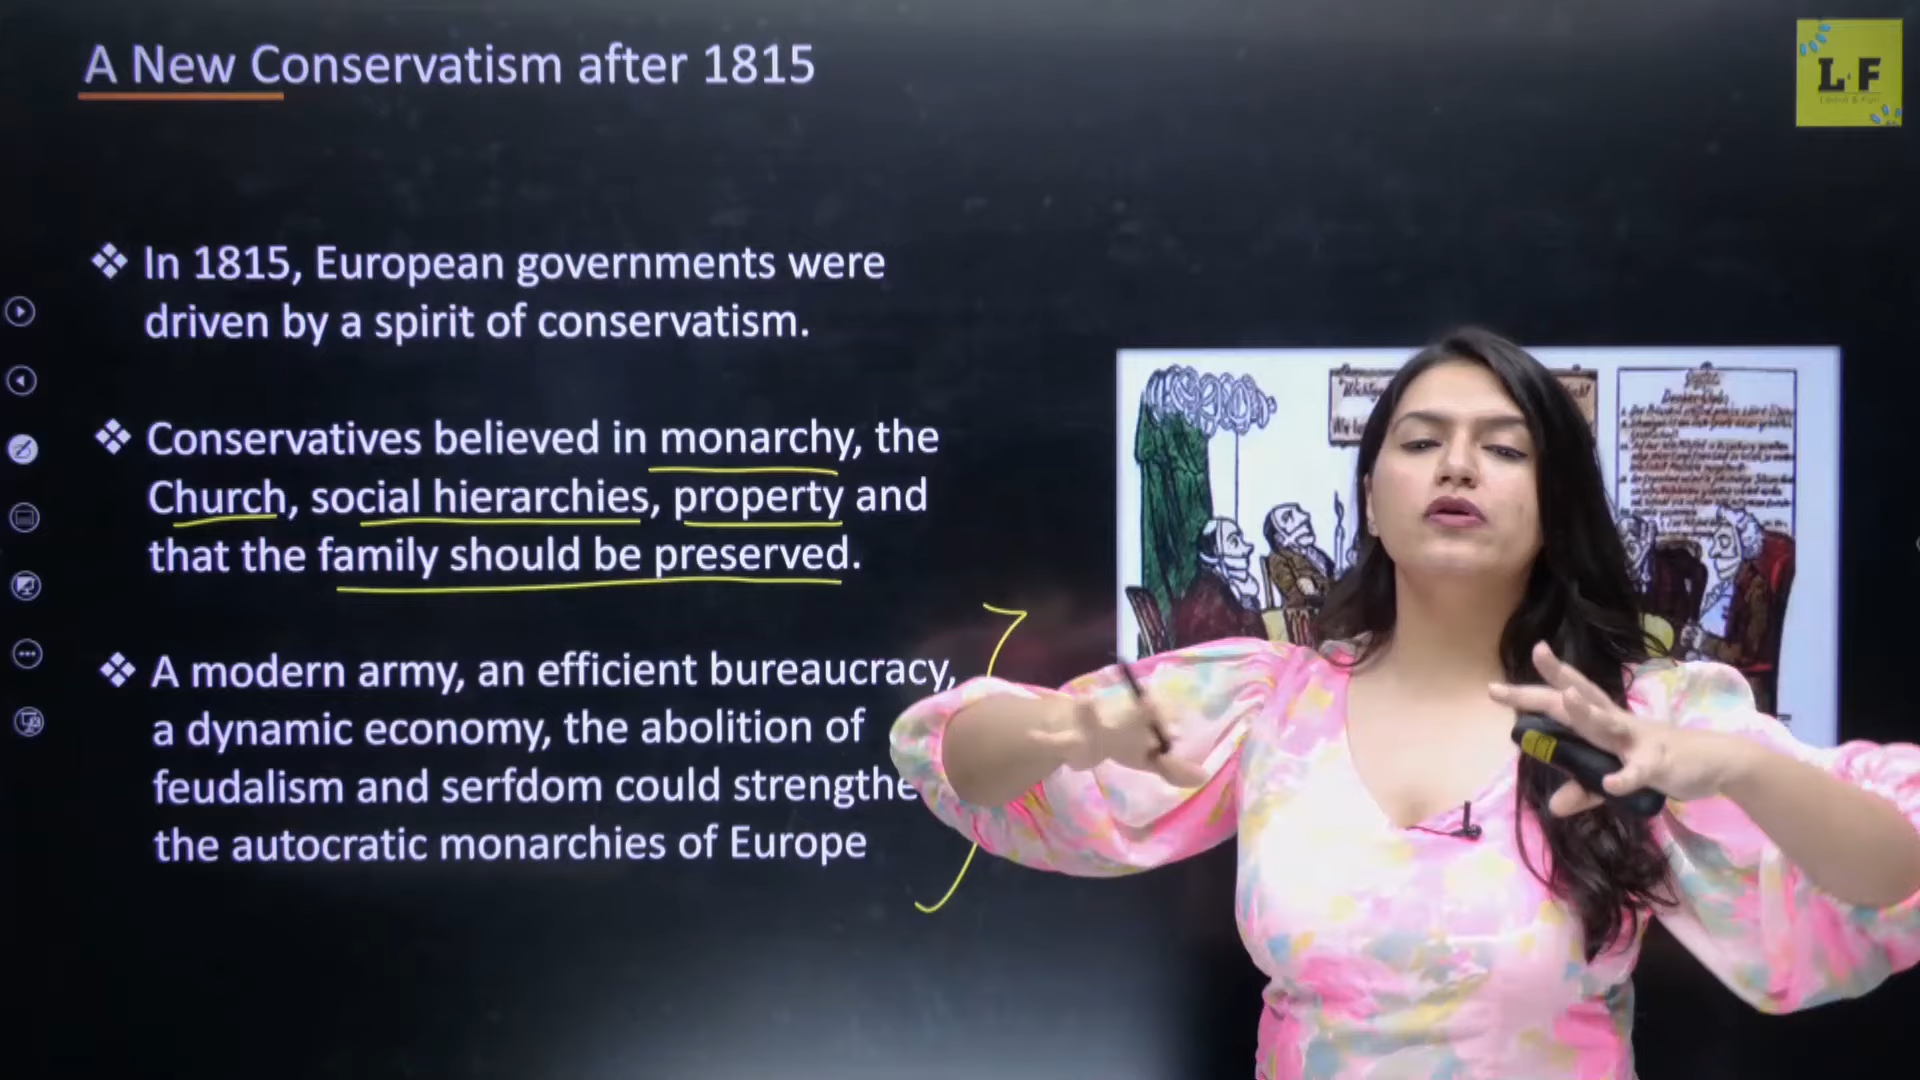 A New Conservatism after 1815
L&F
❖ In 1815, European governments were
driven by a spirit of conservatism.
❖ Conservatives believed in monarchy, the
Church, social hierarchies, property and
that the family should be preserved.
❖ A modern army, an efficient bureaucracy,
a dynamic economy, the abolition of
feudalism and serfdom could strengthe
the autocratic monarchies of Europe